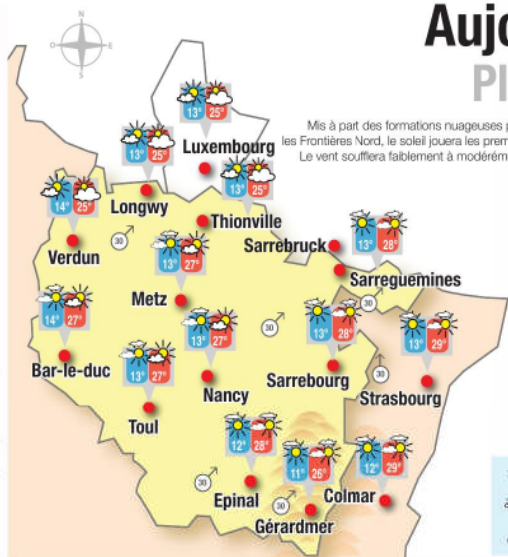 Aujo
Pl
Mis à part des formations nuageuses p
les Frontières Nord, le soleil jouera les prem
Le vent soufflera faiblement à modérém
N
O
E
S
13° 25°
Luxembourg
13° 25°
Longwy
13° 25°
Thionville
14° 25°
Verdun
30
13° 28°
Sarrebruck
Sarreguemines
30
13° 27°
Metz
14° 27°
Bar-le-duc
13° 27°
Nancy
30
13° 28°
Sarrebourg
30
13° 29°
Strasbourg
13° 27°
Toul
12° 28°
Epinal
30
11° 26°
Gérardmer
30
12° 29°
Colmar